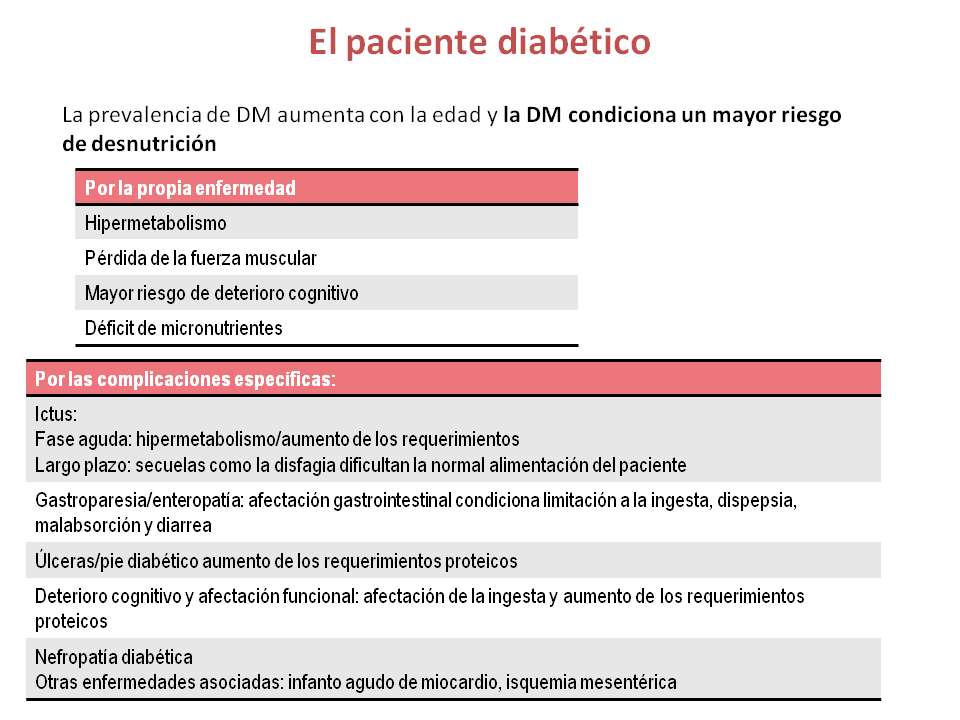 El paciente diabético
La prevalencia de DM aumenta con la edad y la DM condiciona un mayor riesgo
de desnutrición
Por la propia enfermedad
Hipermetabolismo
Pérdida de la fuerza muscular
Mayor riesgo de deterioro cognitivo
Déficit de micronutrientes
Por las complicaciones específicas:
Ictus:
Fase aguda: hipermetabolismo/aumento de los requerimientos
Largo plazo: secuelas como la disfagia dificultan la normal alimentación del paciente
Gastroparesia/enteropatía: afectación gastrointestinal condiciona limitación a la ingesta, dispepsia,
malabsorción y diarrea
Úlceras/pie diabético aumento de los requerimientos proteicos
Deterioro cognitivo y afectación funcional: afectación de la ingesta y aumento de los requerimientos
proteicos
Nefropatía diabética
Otras enfermedades asociadas: infanto agudo de miocardio, isquemia mesentérica